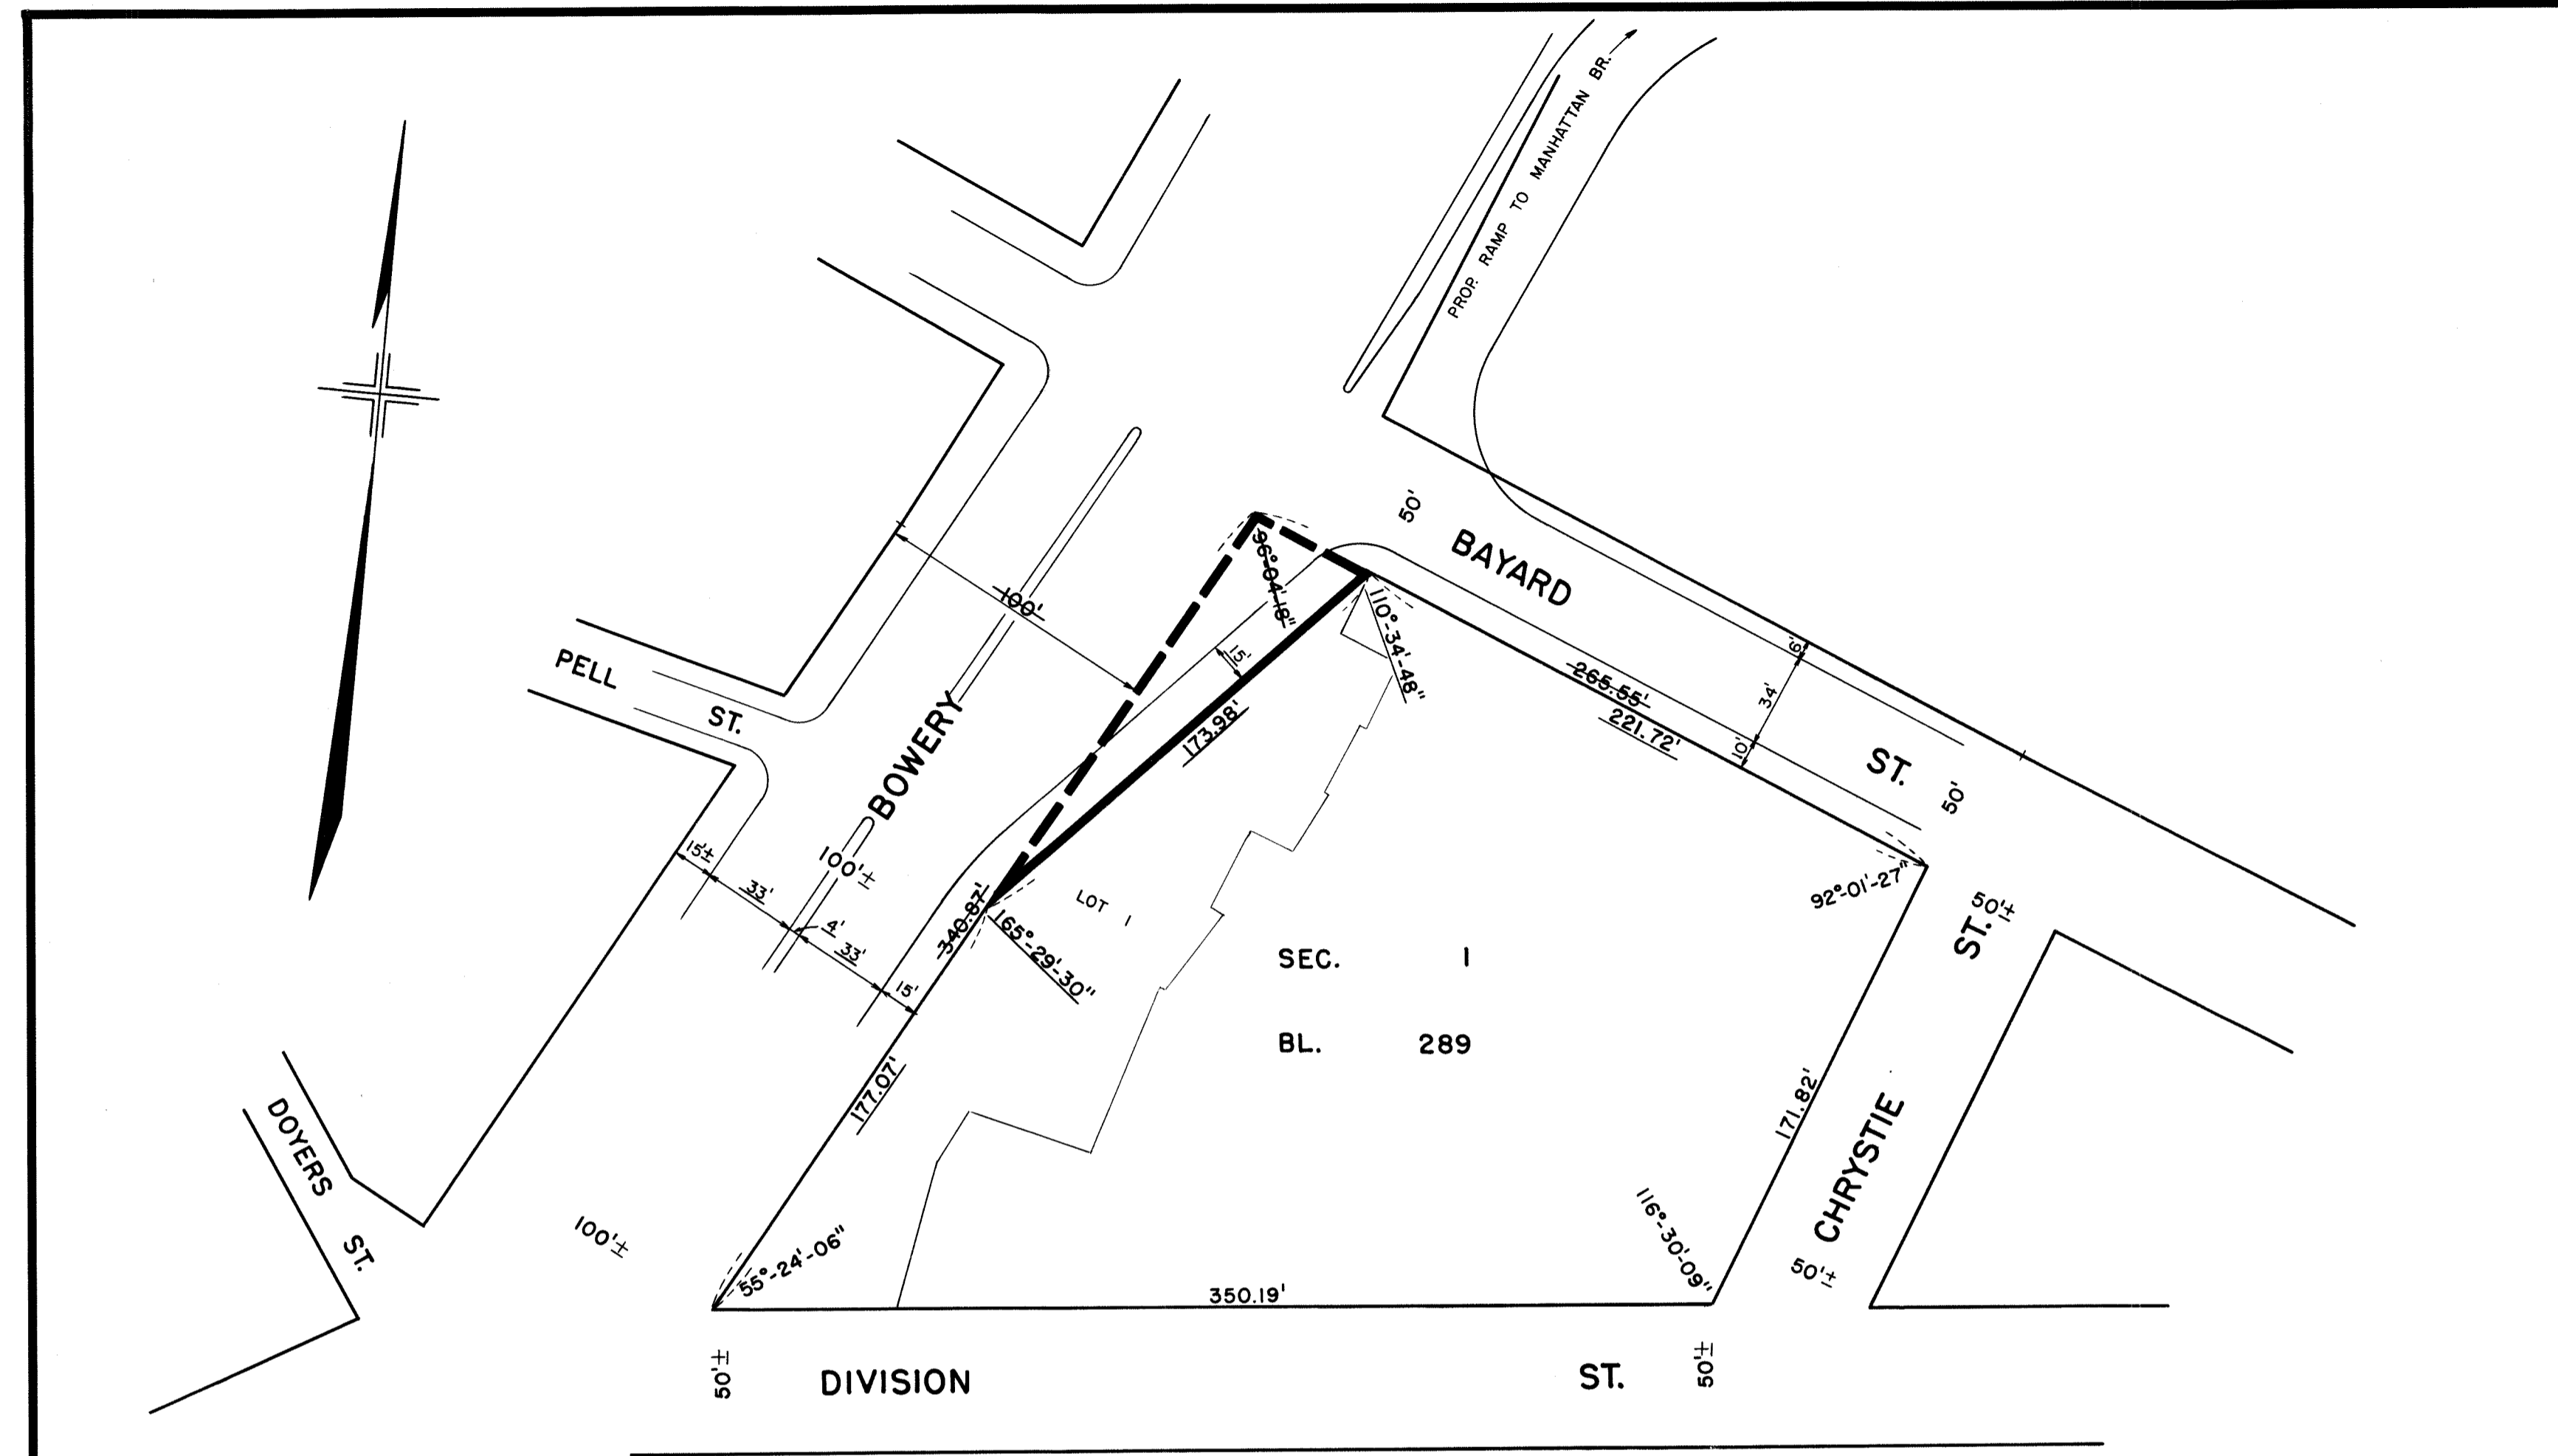 PROP. RAMP TO MANHATTAN BR.
50'
BAYARD
ST.
50'
96°-04'-18"
110°-34'-48"
100'
15'
173.98'
265.55'
221.72'
6'
34'
10'
PELL
ST.
BOWERY
15'±
33'
100'±
4'
33'
15'
340.87'
165°-29'-30"
LOT 1
92°-01'-27"
50'±
SEC. 1
BL. 289
177.07'
171.82'
CHRYSTIE ST.
DOYERS ST.
100'±
55°-24'-06"
116°-30'-09"
50'±
350.19'
50'±
DIVISION ST.
50'±